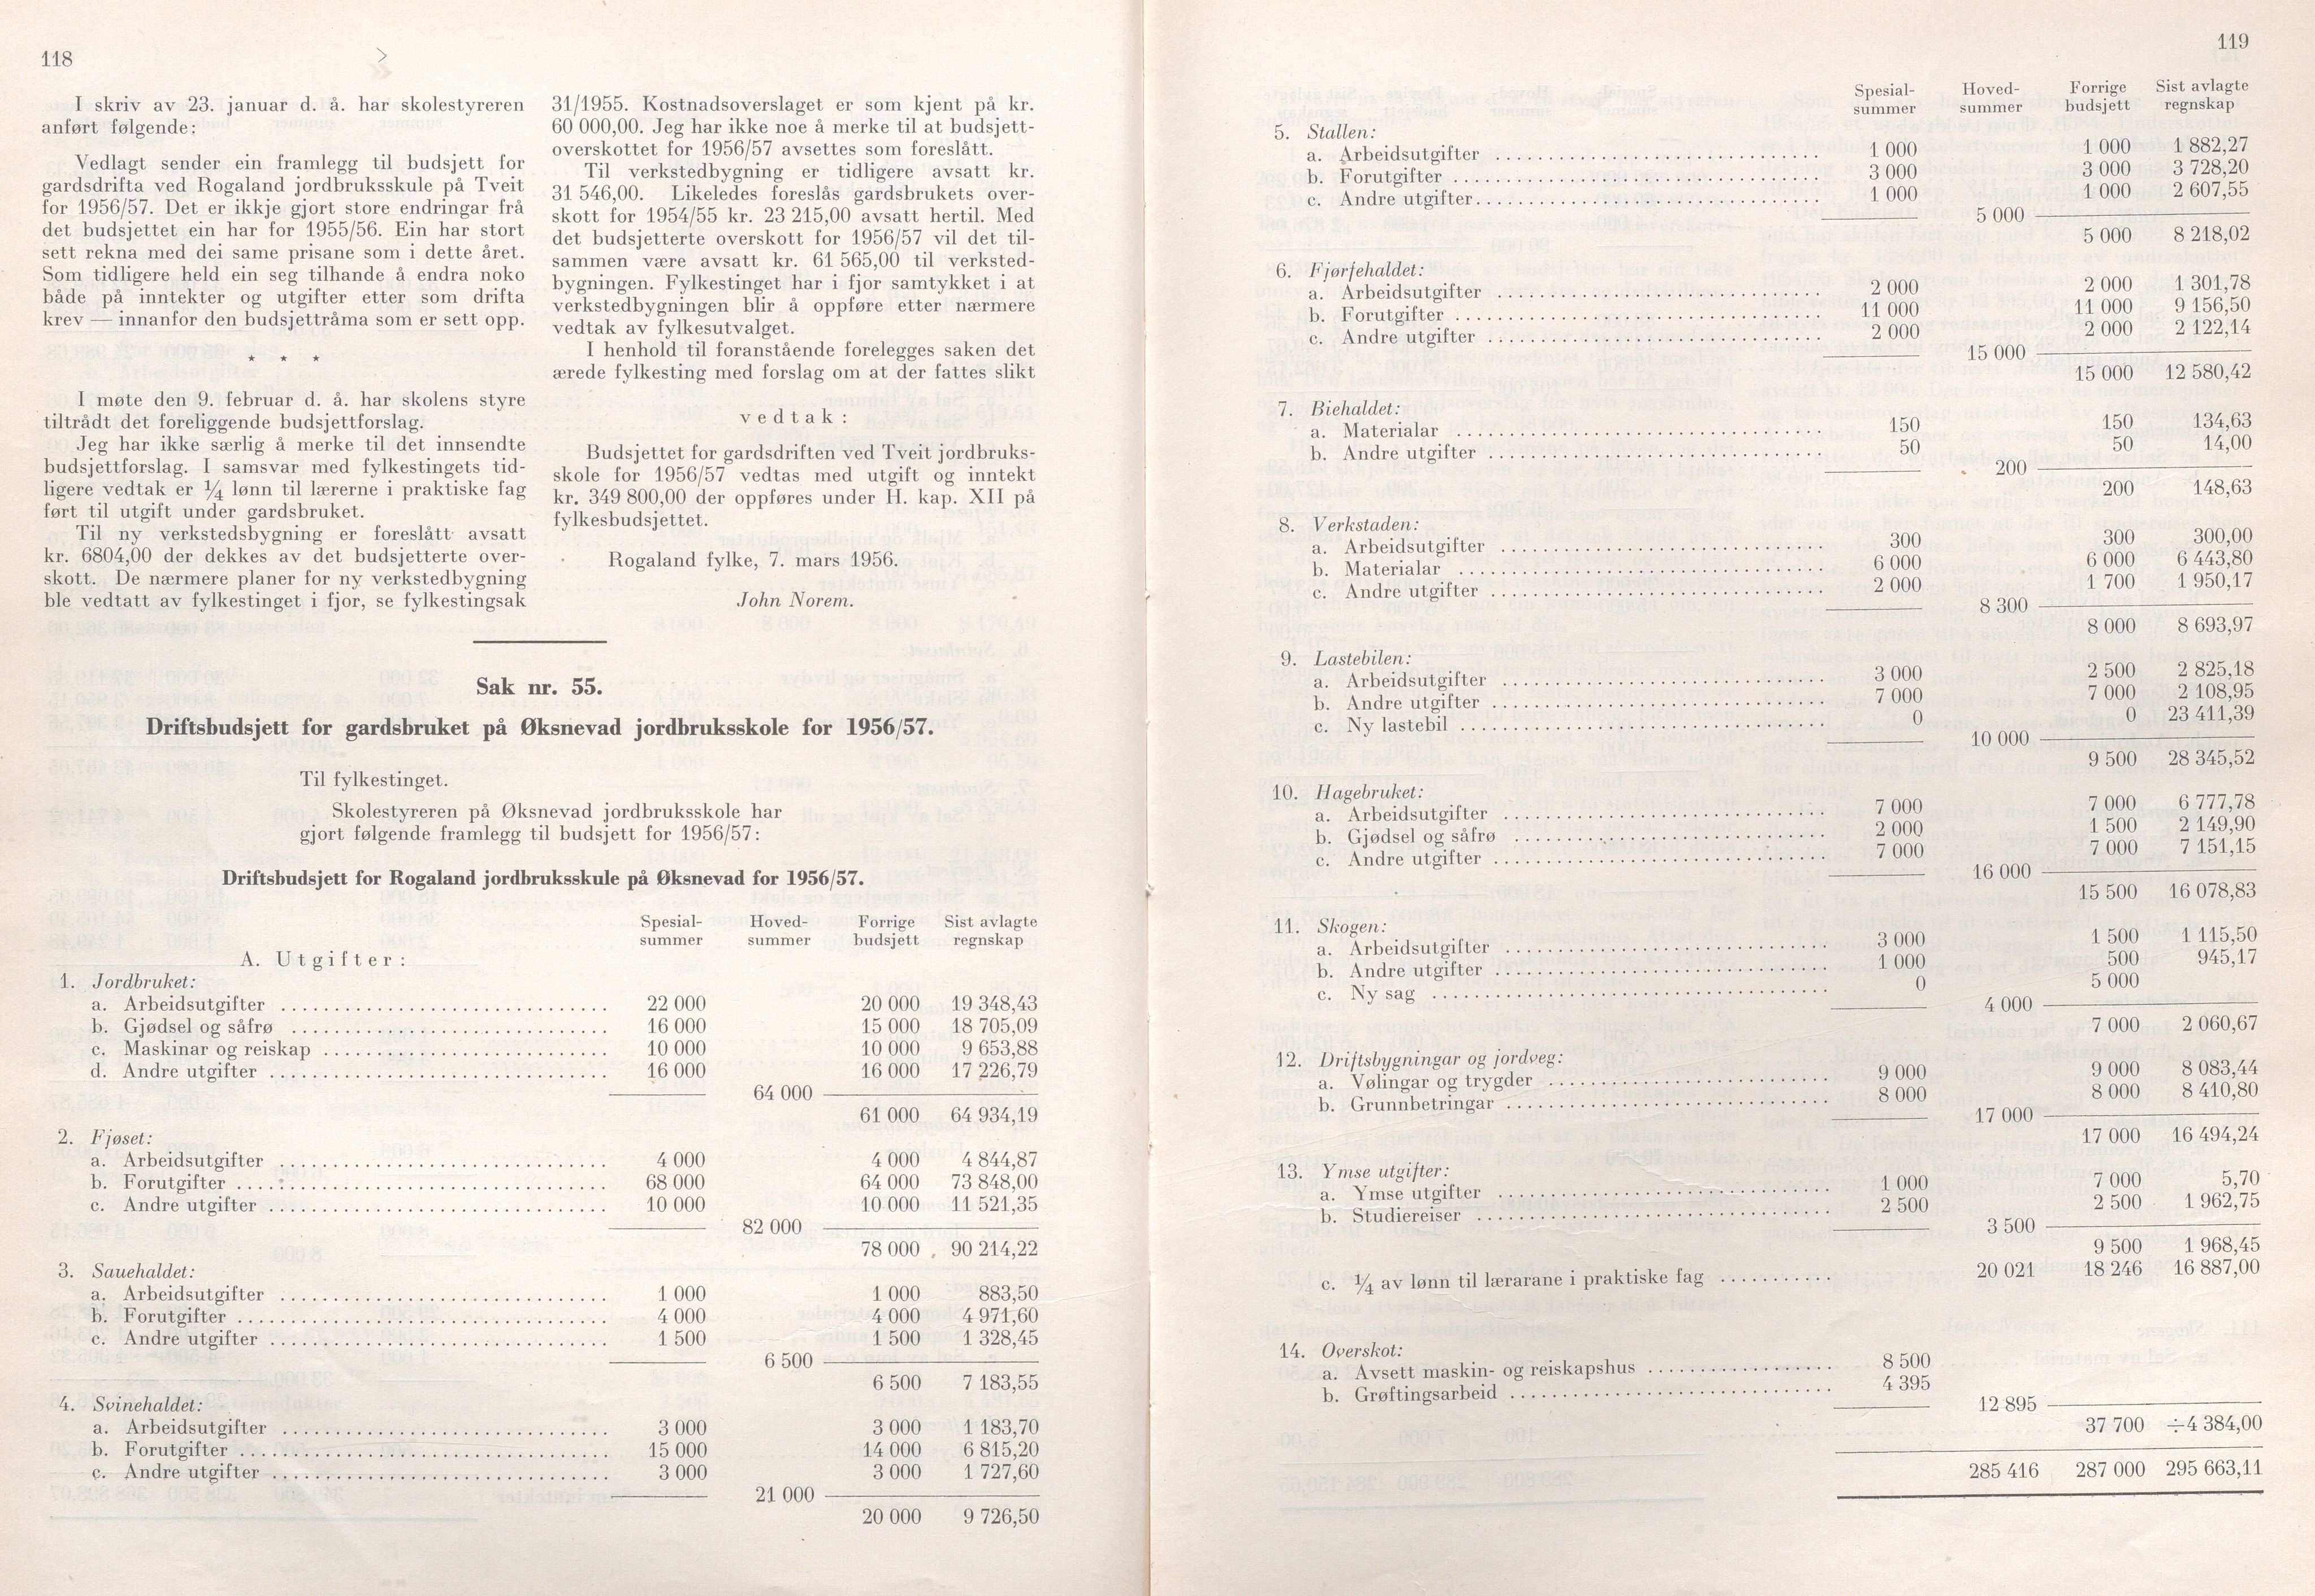 118
I skriv av 23. januar d. å. har skolestyreren
anført følgende:
Vedlagt sender ein framlegg til budsjett for
gardsdrifta ved Rogaland jordbruksskule på Tveit
for 1956/57. Det er ikkje gjort store endringar frå
det budsjettet ein har for 1955/56. Ein har stort
sett rekna med dei same prisane som i dette året.
Som tidligere held ein seg tilhande å endra noko
både på inntekter og utgifter etter som drifta
krev — innanfor den budsjettråma som er sett opp.
* * *
I møte den 9. februar d. å. har skolens styre
tiltrådt det foreliggende budsjettforslag.
Jeg har ikke særlig å merke til det innsendte
budsjettforslag. I samsvar med fylkestingets tid-
ligere vedtak er ¼ lønn til lærerne i praktiske fag
ført til utgift under gardsbruket.
Til ny verkstedsbygning er foreslått avsatt
kr. 6804,00 der dekkes av det budsjetterte over-
skott. De nærmere planer for ny verkstedbygning
ble vedtatt av fylkestinget i fjor, se fylkestingsak
31/1955. Kostnadsoverslaget er som kjent på kr.
60 000,00. Jeg har ikke noe å merke til at budsjett-
overskottet for 1956/57 avsettes som foreslått.
Til verkstedbygning er tidligere avsatt kr.
31 546,00. Likeledes foreslås gardsbrukets over-
skott for 1954/55 kr. 23 215,00 avsatt hertil. Med
det budsjetterte overskott for 1956/57 vil det til-
sammen være avsatt kr. 61 565,00 til verksted-
bygningen. Fylkestinget har i fjor samtykket i at
verkstedbygningen blir å oppføre etter nærmere
vedtak av fylkesutvalget.
I henhold til foranstående forelegges saken det
ærede fylkesting med forslag om at der fattes slikt
vedtak:
Budsjettet for gardsdriften ved Tveit jordbruks-
skole for 1956/57 vedtas med utgift og inntekt
kr. 349 800,00 der oppføres under H. kap. XII på
fylkesbudsjettet.
Rogaland fylke, 7. mars 1956.
John Norem.
Sak nr. 55.
Driftsbudsjett for gardsbruket på Øksnevad jordbruksskole for 1956/57.
Til fylkestinget.
Skolestyreren på Øksnevad jordbruksskole har
gjort følgende framlegg til budsjett for 1956/57:
Driftsbudsjett for Rogaland jordbruksskule på Øksnevad for 1956/57.
Spesial- Hoved- Forrige Sist avlagte
summer summer budsjett regnskap
A. Utgifter:
1. Jordbruket:
a. Arbeidsutgifter 22 000 20 000 19 348,43
b. Gjødsel og såfrø 16 000 15 000 18 705,09
c. Maskinar og reiskap 10 000 10 000 9 653,88
d. Andre utgifter 16 000 16 000 17 226,79
64 000
61 000 64 934,19
2. Fjøset:
a. Arbeidsutgifter 4 000 4 000 4 844,87
b. Forutgifter 68 000 64 000 73 848,00
c. Andre utgifter 10 000 10 000 11 521,35
82 000
78 000 90 214,22
3. Sauehaldet:
a. Arbeidsutgifter 1 000 1 000 883,50
b. Forutgifter 4 000 4 000 4 971,60
c. Andre utgifter 1 500 1 500 1 328,45
6 500
6 500 7 183,55
4. Svinehaldet:
a. Arbeidsutgifter 3 000 3 000 1 183,70
b. Forutgifter 15 000 14 000 6 815,20
c. Andre utgifter 3 000 3 000 1 727,60
21 000
20 000 9 726,50
119
Spesial- Hoved- Forrige Sist avlagte
summer summer budsjett regnskap
5. Stallen:
a. Arbeidsutgifter 1 000 1 000 1 882,27
b. Forutgifter 3 000 3 000 3 728,20
c. Andre utgifter 1 000 1 000 2 607,55
5 000
5 000 8 218,02
6. Fjørfehaldet:
a. Arbeidsutgifter 2 000 2 000 1 301,78
b. Forutgifter 11 000 11 000 9 156,50
c. Andre utgifter 2 000 2 000 2 122,14
15 000
15 000 12 580,42
7. Biehaldet:
a. Materialar 150 150 134,63
b. Andre utgifter 50 50 14,00
200
200 148,63
8. Verkstaden:
a. Arbeidsutgifter 300 300 300,00
b. Materialar 6 000 6 000 6 443,80
c. Andre utgifter 2 000 1 700 1 950,17
8 300
8 000 8 693,97
9. Lastebilen:
a. Arbeidsutgifter 3 000 2 500 2 825,18
b. Andre utgifter 7 000 7 000 2 108,95
c. Ny lastebil 0 0 23 411,39
10 000
9 500 28 345,52
10. Hagebruket:
a. Arbeidsutgifter 7 000 7 000 6 777,78
b. Gjødsel og såfrø 2 000 1 500 2 149,90
c. Andre utgifter 7 000 7 000 7 151,15
16 000
15 500 16 078,83
11. Skogen:
a. Arbeidsutgifter 3 000 1 500 1 115,50
b. Andre utgifter 1 000 500 945,17
c. Ny sag 0 5 000
4 000
7 000 2 060,67
12. Driftsbygningar og jordveg:
a. Vølingar og trygder 9 000 9 000 8 083,44
b. Grunnbetringar 8 000 8 000 8 410,80
17 000
17 000 16 494,24
13. Ymse utgifter:
a. Ymse utgifter 1 000 7 000 5,70
b. Studiereiser 2 500 2 500 1 962,75
3 500
9 500 1 968,45
c. ¼ av lønn til lærarane i praktiske fag 20 021 18 246 16 887,00
14. Overskot:
a. Avsett maskin- og reiskapshus 8 500
b. Grøftingsarbeid 4 395
12 895
37 700 ÷4 384,00
285 416 287 000 295 663,11